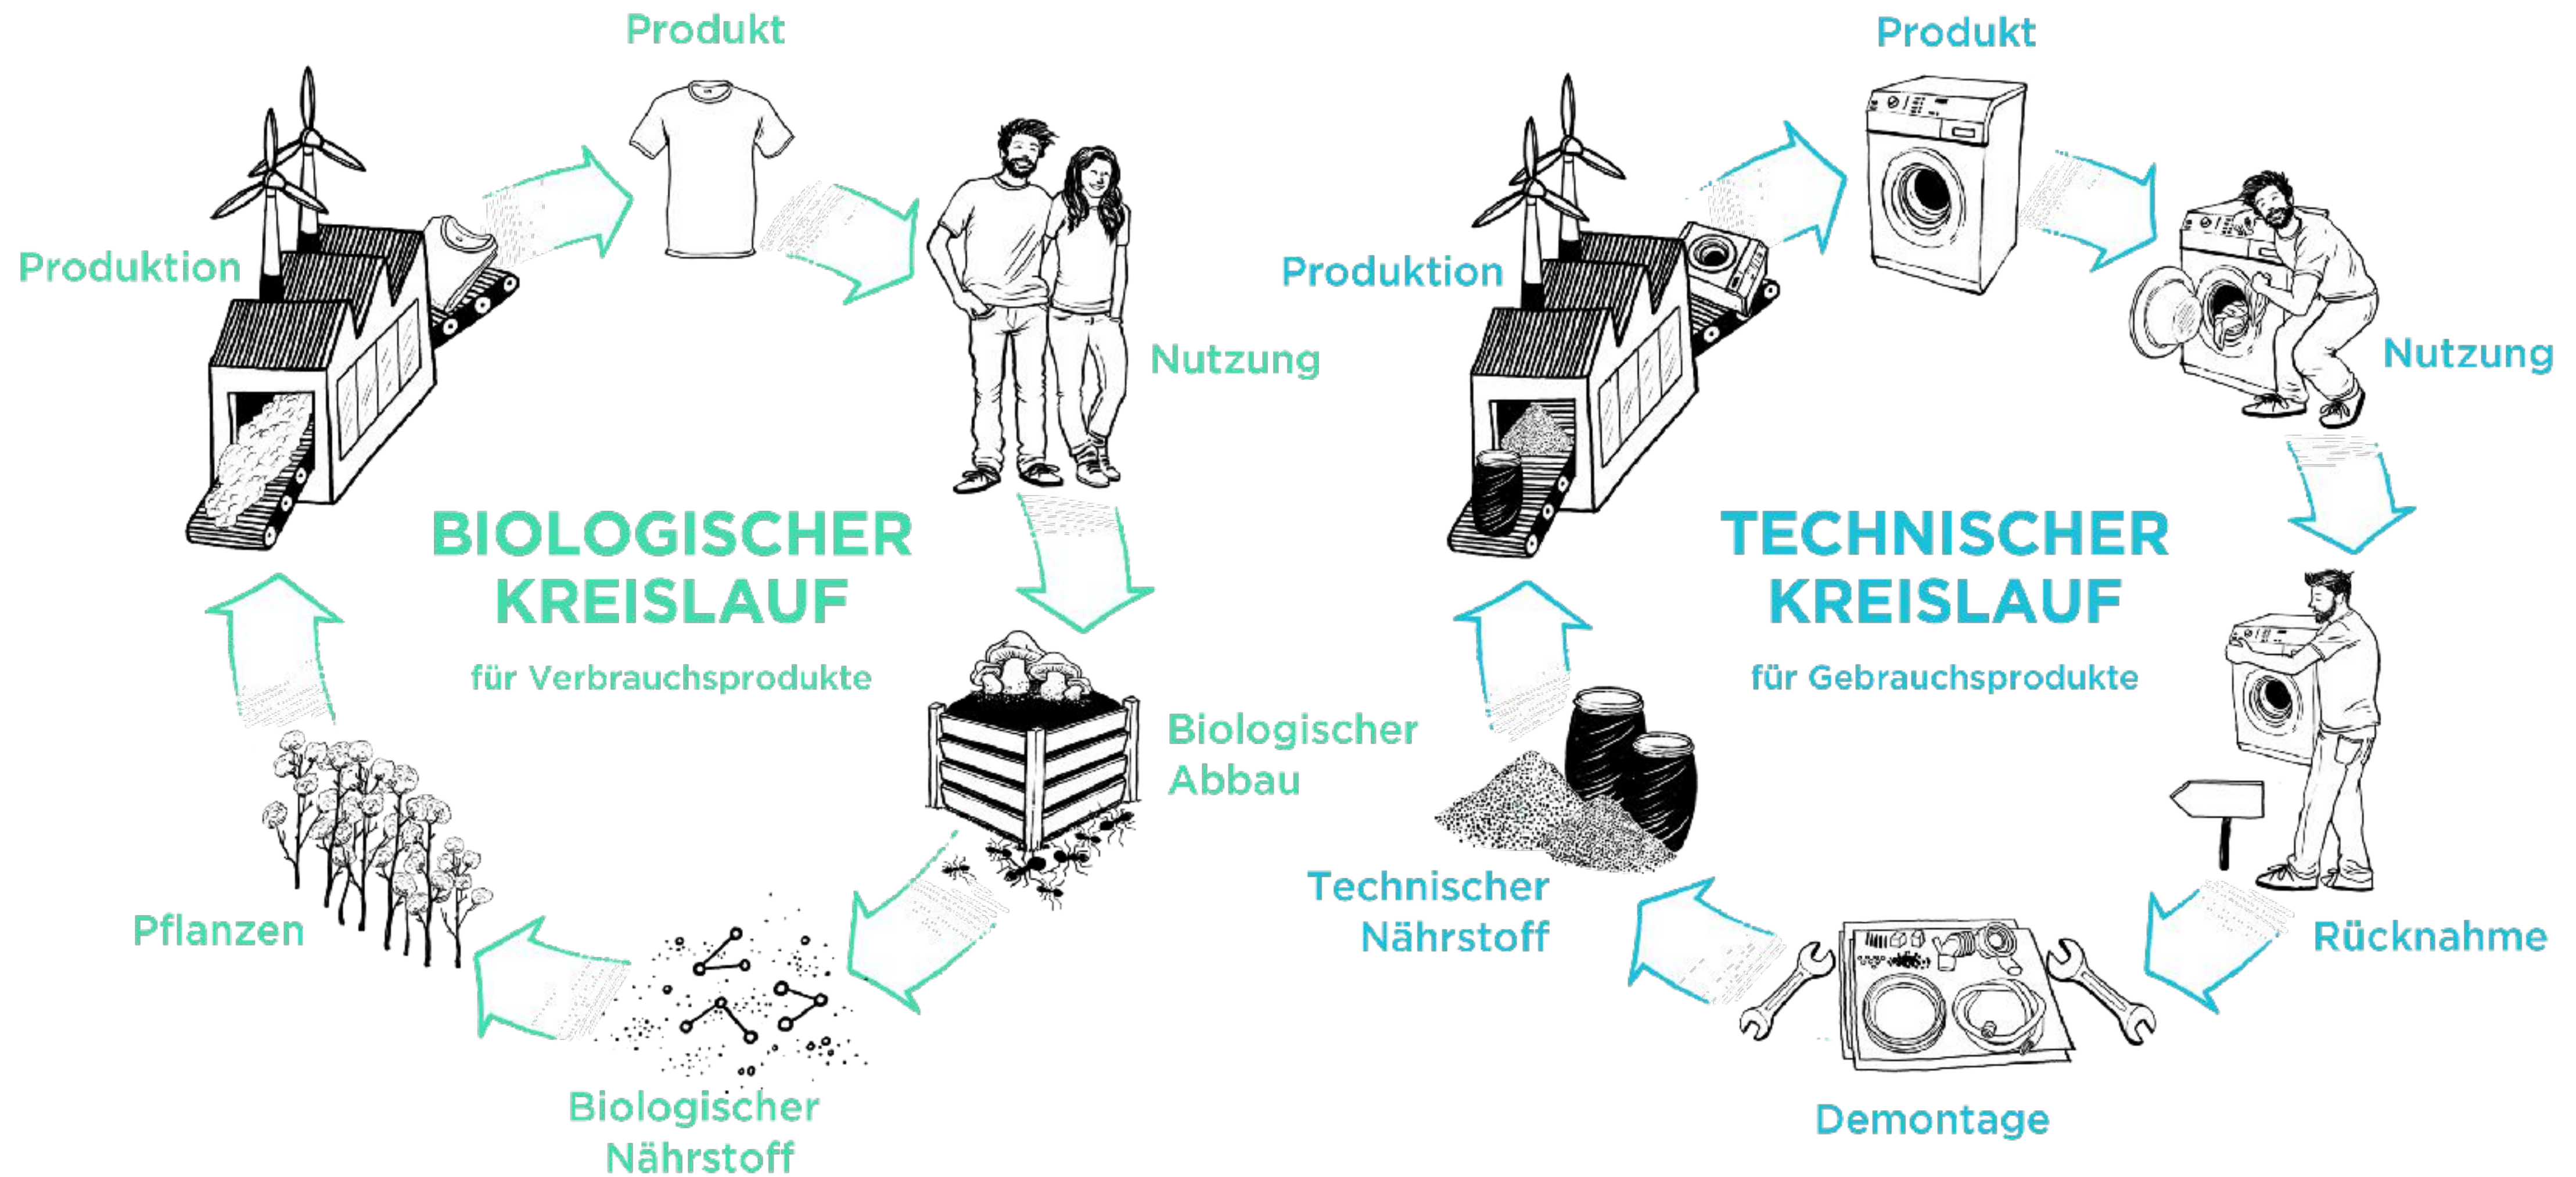 Produkt
Produktion
Nutzung
BIOLOGISCHER
KREISLAUF
für Verbrauchsprodukte
Biologischer
Abbau
Pflanzen
Biologischer
Nährstoff
Produkt
Produktion
Nutzung
TECHNISCHER
KREISLAUF
für Gebrauchsprodukte
Technischer
Nährstoff
Rücknahme
Demontage